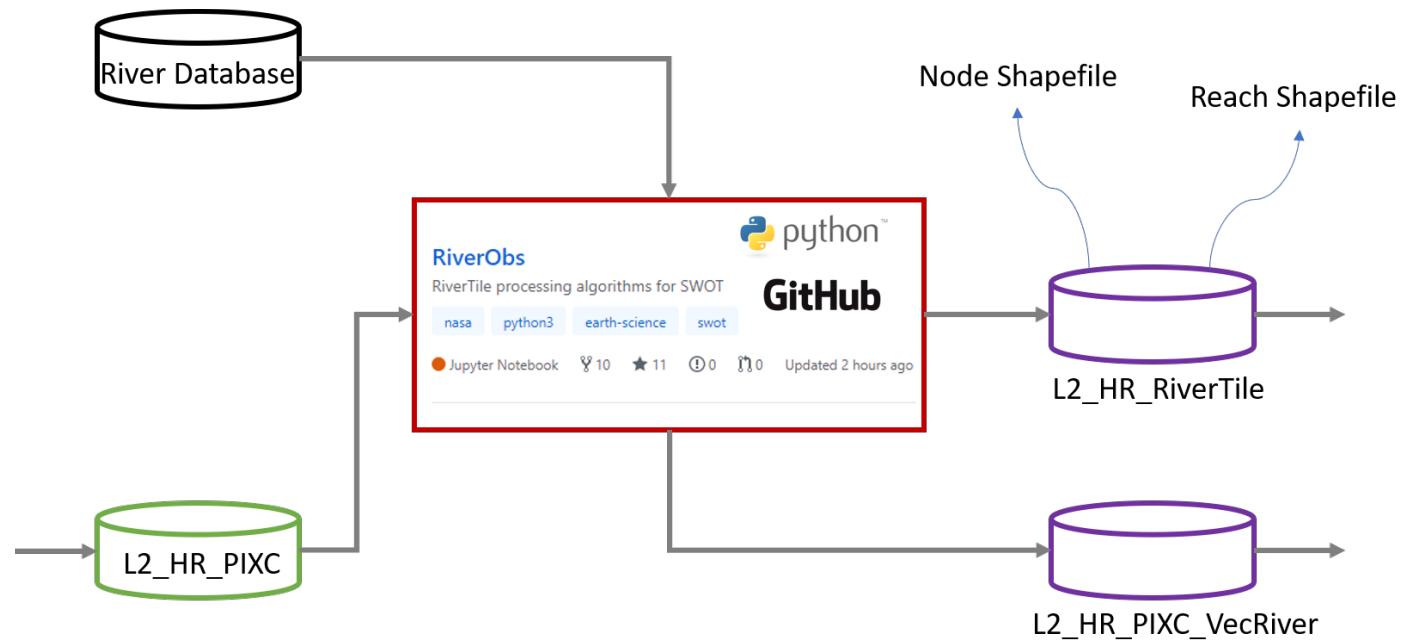 River Database
Node Shapefile
Reach Shapefile
python™
RiverObs
RiverTile processing algorithms for SWOT
GitHub
nasa python3 earth-science swot
Jupyter Notebook 10 11 0 0 Updated 2 hours ago
L2_HR_RiverTile
L2_HR_PIXC
L2_HR_PIXC_VecRiver